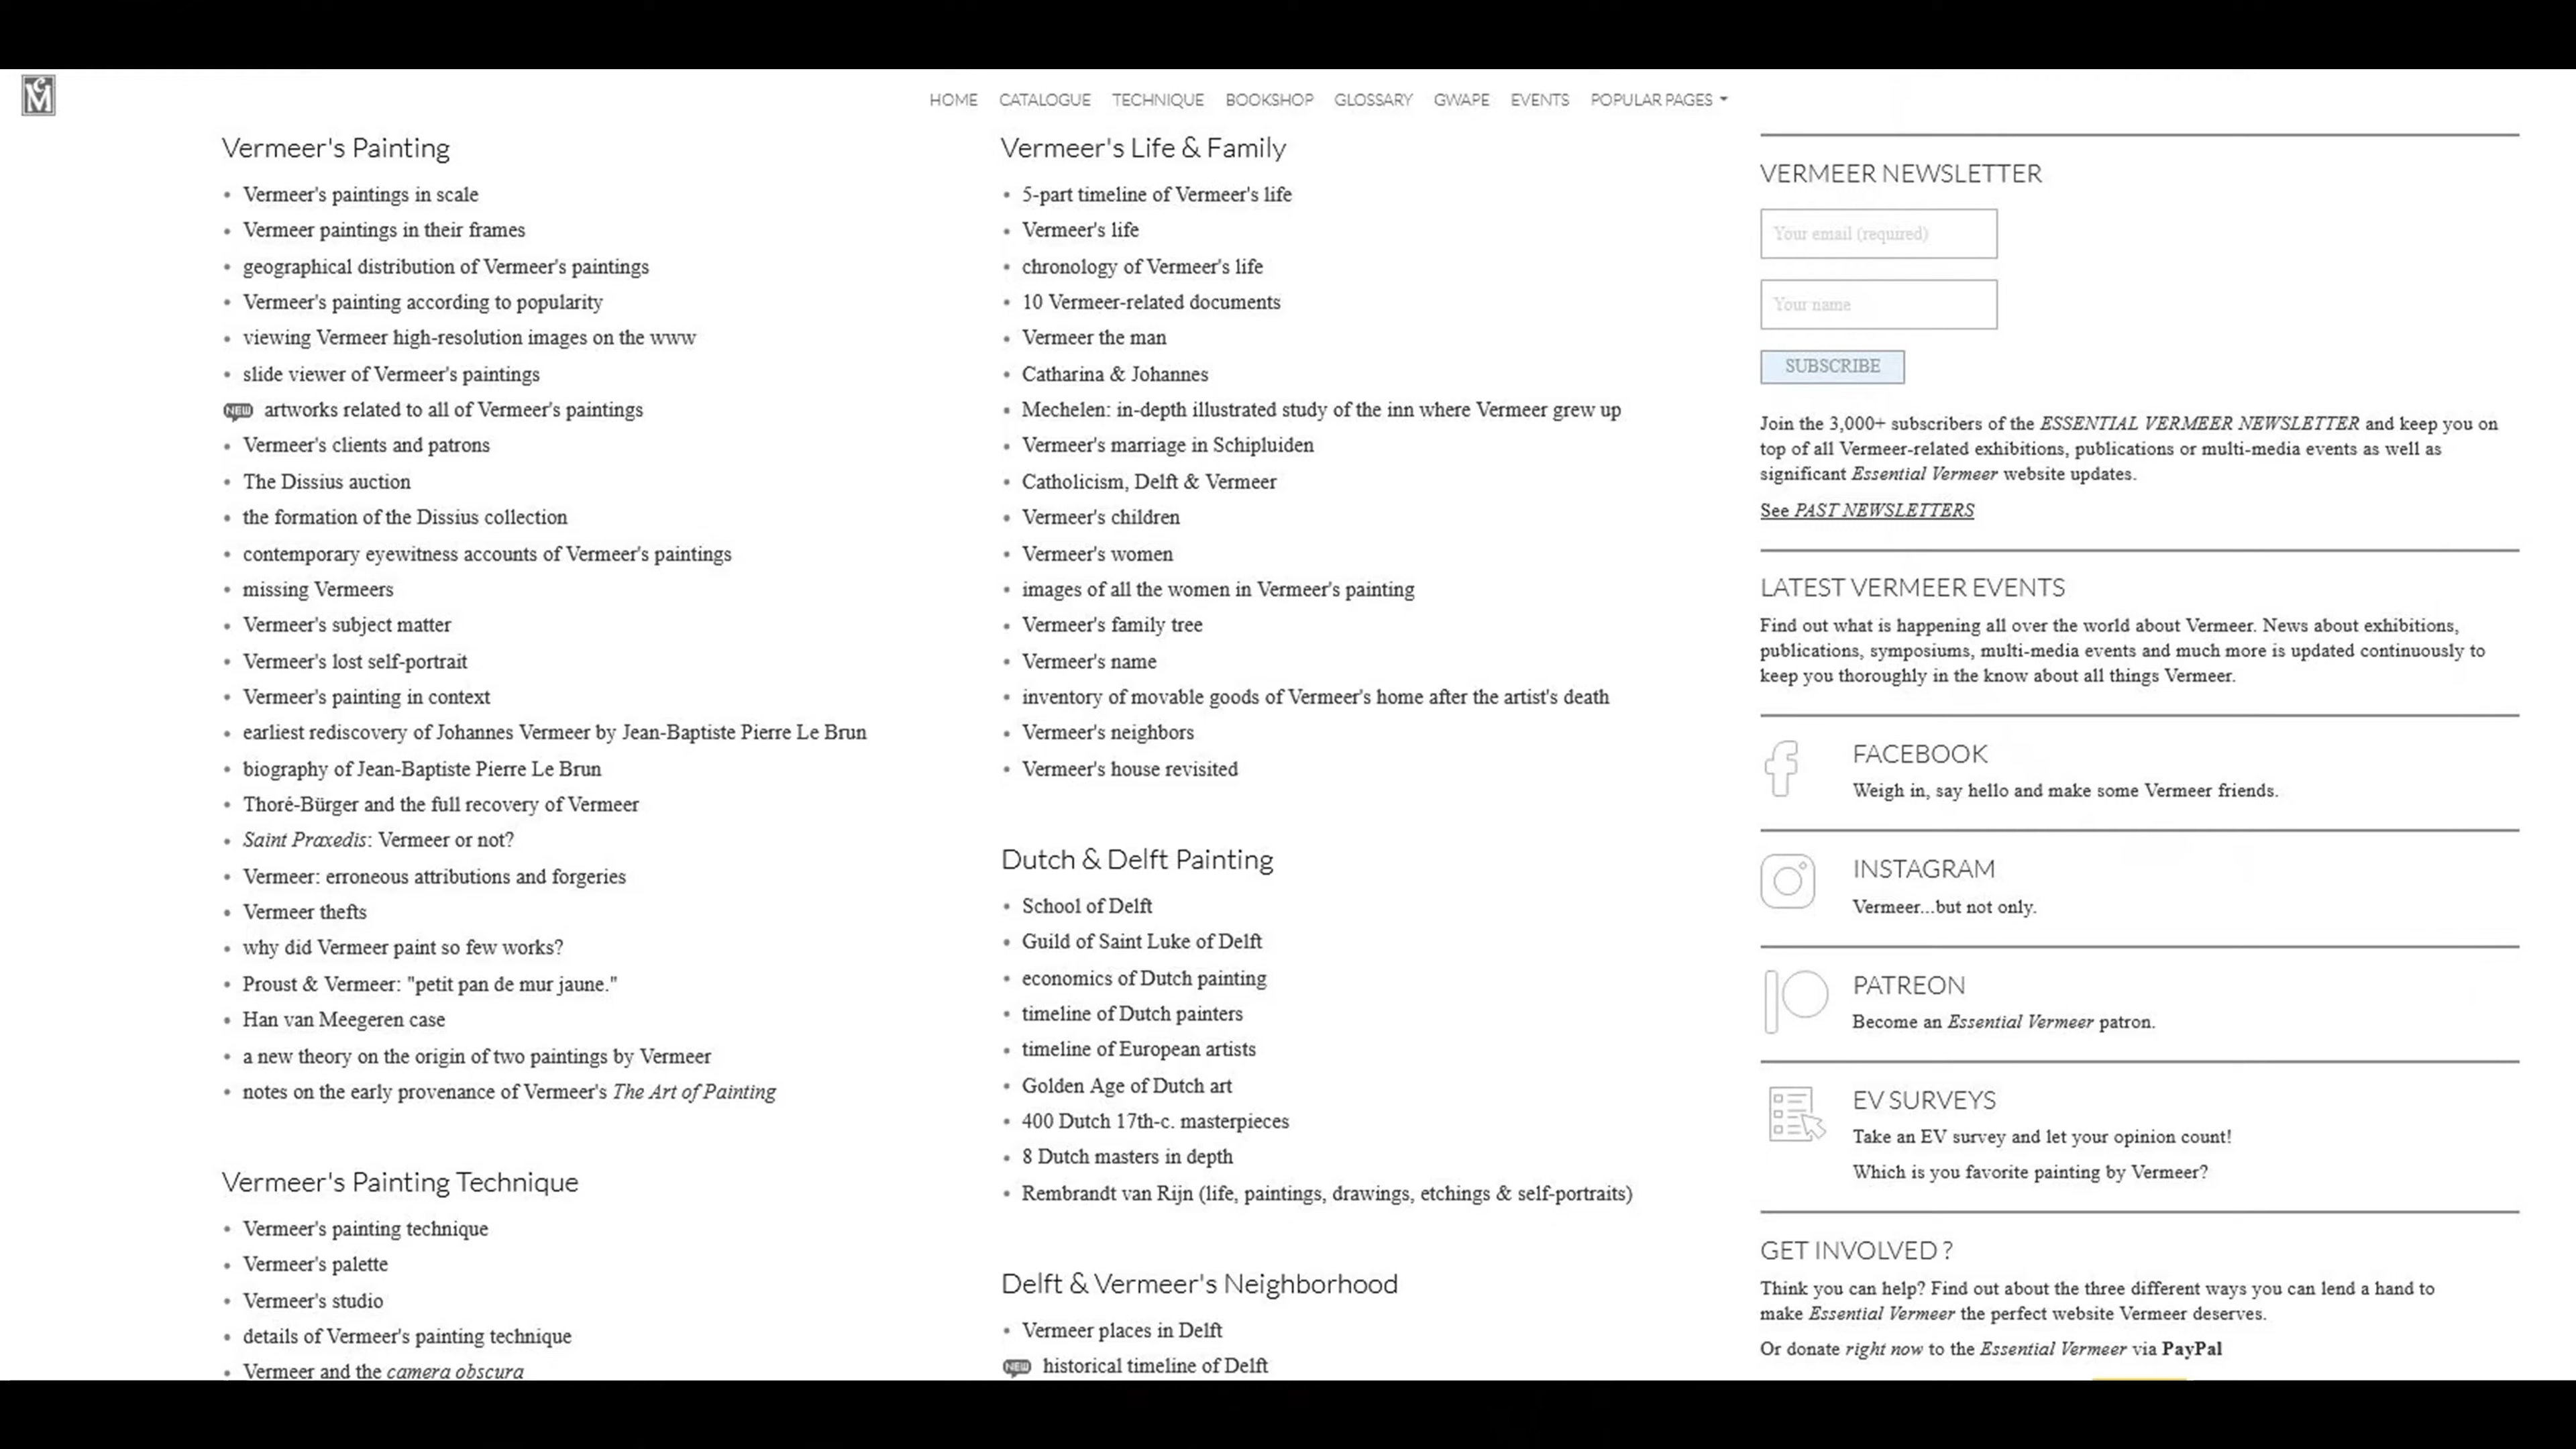 HOME CATALOGUE TECHNIQUE BOOKSHOP GLOSSARY GWAPE EVENTS POPULAR PAGES
Vermeer's Painting
Vermeer's paintings in scale
Vermeer paintings in their frames
geographical distribution of Vermeer's paintings
Vermeer's painting according to popularity
viewing Vermeer high-resolution images on the www
slide viewer of Vermeer's paintings
NEW artworks related to all of Vermeer's paintings
Vermeer's clients and patrons
The Dissius auction
the formation of the Dissius collection
contemporary eyewitness accounts of Vermeer's paintings
missing Vermeers
Vermeer's subject matter
Vermeer's lost self-portrait
Vermeer's painting in context
earliest rediscovery of Johannes Vermeer by Jean-Baptiste Pierre Le Brun
biography of Jean-Baptiste Pierre Le Brun
Thoré-Bürger and the full recovery of Vermeer
Saint Praxedis: Vermeer or not?
Vermeer: erroneous attributions and forgeries
Vermeer thefts
why did Vermeer paint so few works?
Proust & Vermeer: "petit pan de mur jaune."
Han van Meegeren case
a new theory on the origin of two paintings by Vermeer
notes on the early provenance of Vermeer's The Art of Painting
Vermeer's Painting Technique
Vermeer's painting technique
Vermeer's palette
Vermeer's studio
details of Vermeer's painting technique
Vermeer and the camera obscura
Vermeer's Life & Family
5-part timeline of Vermeer's life
Vermeer's life
chronology of Vermeer's life
10 Vermeer-related documents
Vermeer the man
Catharina & Johannes
Mechelen: in-depth illustrated study of the inn where Vermeer grew up
Vermeer's marriage in Schipluiden
Catholicism, Delft & Vermeer
Vermeer's children
Vermeer's women
images of all the women in Vermeer's painting
Vermeer's family tree
Vermeer's name
inventory of movable goods of Vermeer's home after the artist's death
Vermeer's neighbors
Vermeer's house revisited
Dutch & Delft Painting
School of Delft
Guild of Saint Luke of Delft
economics of Dutch painting
timeline of Dutch painters
timeline of European artists
Golden Age of Dutch art
400 Dutch 17th-c. masterpieces
8 Dutch masters in depth
Rembrandt van Rijn (life, paintings, drawings, etchings & self-portraits)
Delft & Vermeer's Neighborhood
Vermeer places in Delft
NEW historical timeline of Delft
VERMEER NEWSLETTER
Your email (required)
Your name
SUBSCRIBE
Join the 3,000+ subscribers of the ESSENTIAL VERMEER NEWSLETTER and keep you on
top of all Vermeer-related exhibitions, publications or multi-media events as well as
significant Essential Vermeer website updates.
See PAST NEWSLETTERS
LATEST VERMEER EVENTS
Find out what is happening all over the world about Vermeer. News about exhibitions,
publications, symposiums, multi-media events and much more is updated continuously to
keep you thoroughly in the know about all things Vermeer.
FACEBOOK
Weigh in, say hello and make some Vermeer friends.
INSTAGRAM
Vermeer...but not only.
PATREON
Become an Essential Vermeer patron.
EV SURVEYS
Take an EV survey and let your opinion count!
Which is you favorite painting by Vermeer?
GET INVOLVED ?
Think you can help? Find out about the three different ways you can lend a hand to
make Essential Vermeer the perfect website Vermeer deserves.
Or donate right now to the Essential Vermeer via PayPal